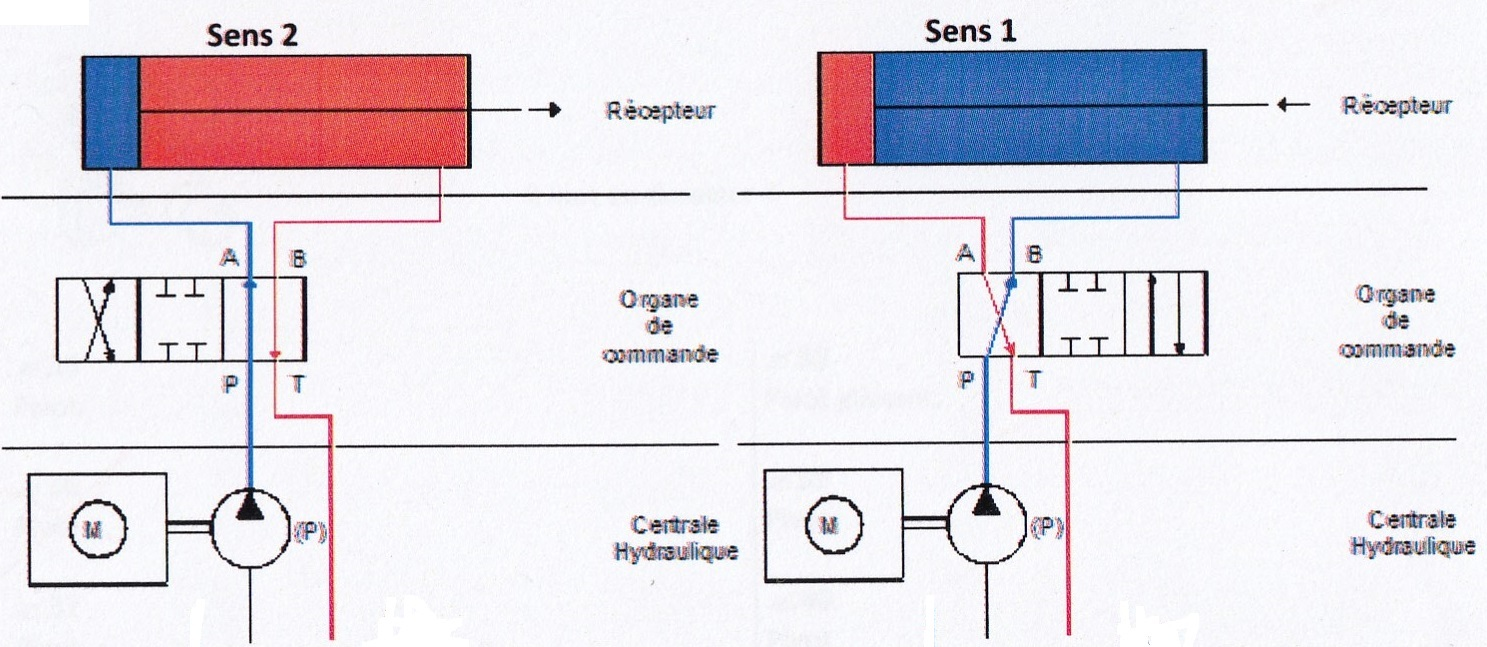 Sens 2
Récepteur
A B
Organe
de
commande
P T
M
(P)
Centrale
Hydraulique
Sens 1
Récepteur
A B
Organe
de
commande
P T
M
(P)
Centrale
Hydraulique